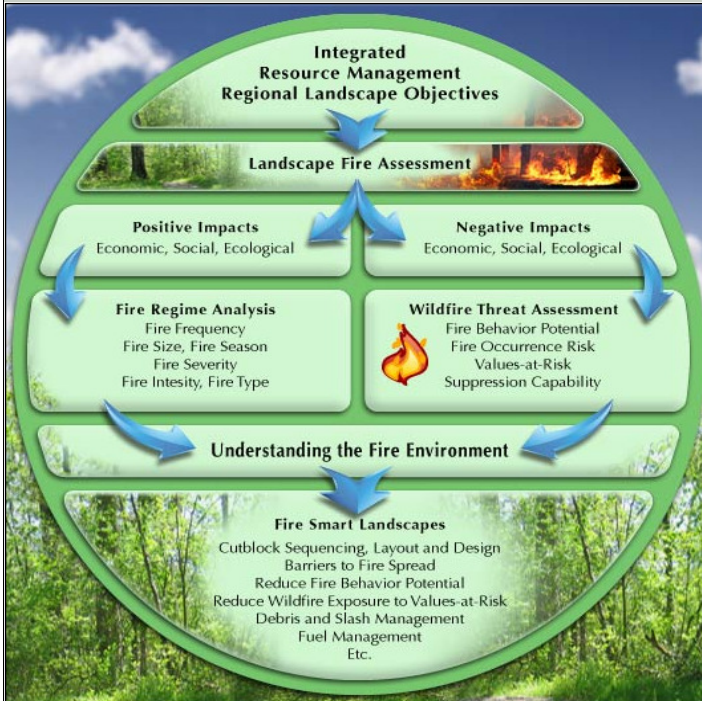 Integrated
Resource Management
Regional Landscape Objectives
Landscape Fire Assessment
Positive Impacts
Economic, Social, Ecological
Negative Impacts
Economic, Social, Ecological
Fire Regime Analysis
Fire Frequency
Fire Size, Fire Season
Fire Severity
Fire Intesity, Fire Type
Wildfire Threat Assessment
Fire Behavior Potential
Fire Occurrence Risk
Values-at-Risk
Suppression Capability
Understanding the Fire Environment
Fire Smart Landscapes
Cutblock Sequencing, Layout and Design
Barriers to Fire Spread
Reduce Fire Behavior Potential
Reduce Wildfire Exposure to Values-at-Risk
Debris and Slash Management
Fuel Management
Etc.